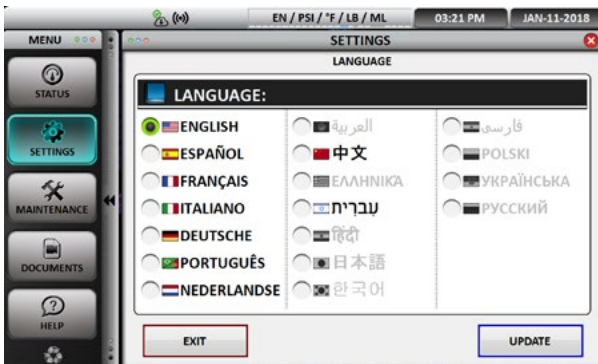 EN / PSI / °F / LB / ML
03:21 PM
JAN-11-2018
MENU
SETTINGS
LANGUAGE
STATUS
SETTINGS
MAINTENANCE
DOCUMENTS
HELP
LANGUAGE:
ENGLISH
ESPAÑOL
FRANÇAIS
ITALIANO
DEUTSCHE
PORTUGUÊS
NEDERLANDSE
العربية
中文
ΕΛΛΗΝΙΚΆ
עברית
हिंदी
日本語
한국어
فارسی
POLSKI
УКРАЇНСЬКА
РУССКИЙ
EXIT
UPDATE